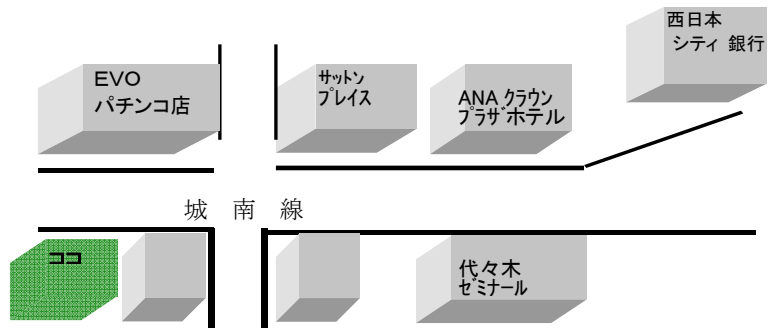 西日本
シティ 銀行
EVO
パチンコ店
サットン
プレイス
ANA クラウン
プラザホテル
城 南 線
ココ
代々木
ゼミナール